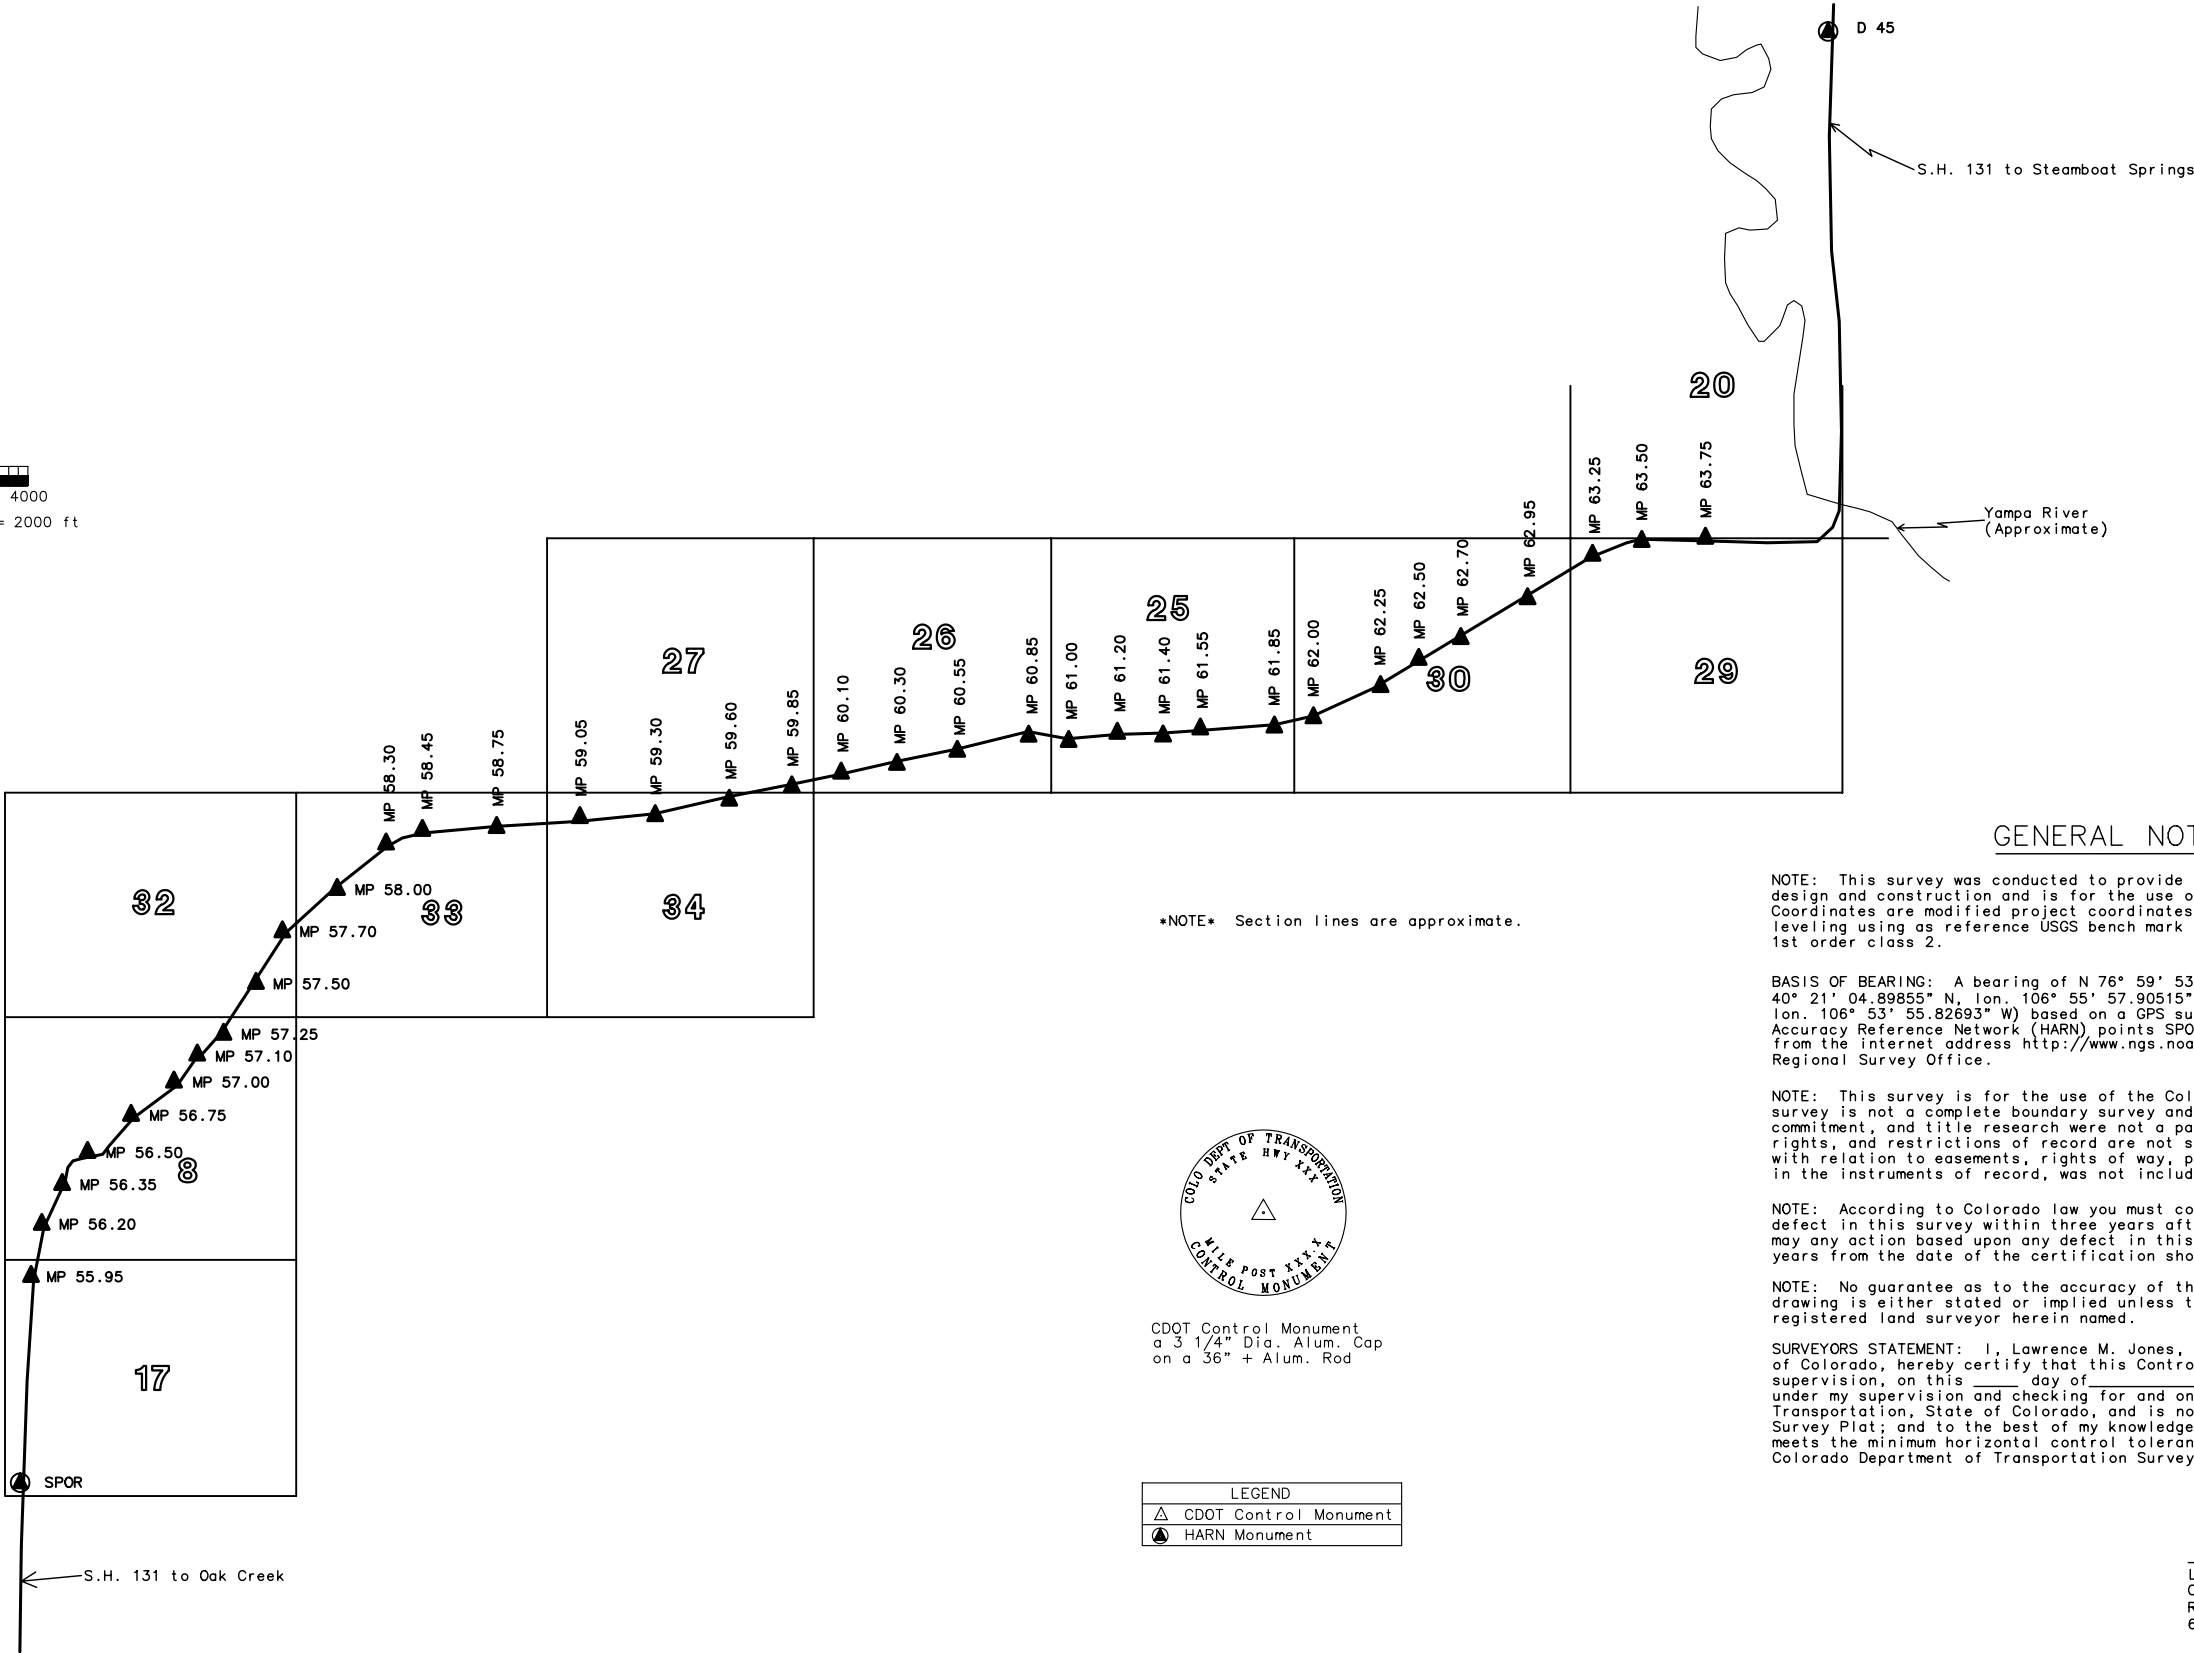 D 45
S.H. 131 to Steamboat Springs
20
4000
= 2000 ft
MP 63.25
MP 63.50
MP 63.75
Yampa River
(Approximate)
MP 62.25
MP 62.50
MP 62.70
MP 62.95
27
26
25
30
29
MP 59.05
MP 59.30
MP 59.60
MP 59.85
MP 60.10
MP 60.30
MP 60.55
MP 60.85
MP 61.00
MP 61.20
MP 61.40
MP 61.55
MP 61.85
MP 62.00
MP 58.30
MP 58.45
MP 58.75
32
33
34
MP 58.00
MP 57.70
MP 57.50
MP 57.25
MP 57.10
MP 57.00
MP 56.75
MP 56.50
8
MP 56.35
MP 56.20
MP 55.95
17
SPOR
S.H. 131 to Oak Creek
*NOTE* Section lines are approximate.
COLO DEPT OF TRANSPORTATION
STATE HWY XXX
MILE POST XXX.X
CONTROL MONUMENT
CDOT Control Monument
a 3 1/4" Dia. Alum. Cap
on a 36" + Alum. Rod
LEGEND
CDOT Control Monument
HARN Monument
GENERAL NOT
NOTE: This survey was conducted to provide
design and construction and is for the use o
Coordinates are modified project coordinates
leveling using as reference USGS bench mark
1st order class 2.
BASIS OF BEARING: A bearing of N 76° 59' 53
40° 21' 04.89855" N, lon. 106° 55' 57.90515"
lon. 106° 53' 55.82693" W) based on a GPS su
Accuracy Reference Network (HARN) points SPO
from the internet address http://www.ngs.noa
Regional Survey Office.
NOTE: This survey is for the use of the Col
survey is not a complete boundary survey and
commitment, and title research were not a pa
rights, and restrictions of record are not s
with relation to easements, rights of way, p
in the instruments of record, was not includ
NOTE: According to Colorado law you must co
defect in this survey within three years aft
may any action based upon any defect in this
years from the date of the certification sho
NOTE: No guarantee as to the accuracy of th
drawing is either stated or implied unless t
registered land surveyor herein named.
SURVEYORS STATEMENT: I, Lawrence M. Jones,
of Colorado, hereby certify that this Contro
supervision, on this _____ day of___________
under my supervision and checking for and on
Transportation, State of Colorado, and is no
Survey Plat; and to the best of my knowledge
meets the minimum horizontal control toleran
Colorado Department of Transportation Survey